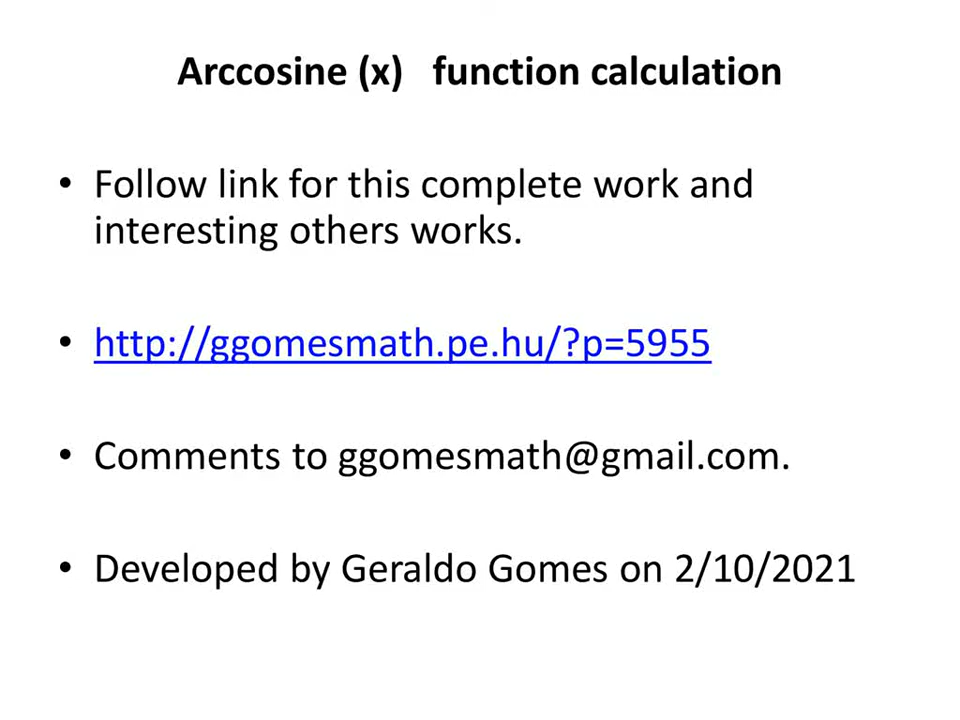 Arccosine (x)   function calculation
• Follow link for this complete work and
interesting others works.
• http://ggomesmath.pe.hu/?p=5955
• Comments to ggomesmath@gmail.com.
• Developed by Geraldo Gomes on 2/10/2021